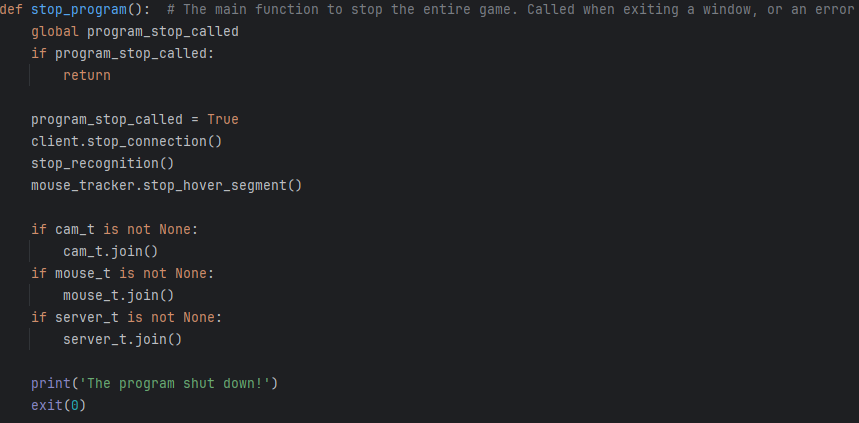 def stop_program():  # The main function to stop the entire game. Called when exiting a window, or an error
    global program_stop_called
    if program_stop_called:
        return

    program_stop_called = True
    client.stop_connection()
    stop_recognition()
    mouse_tracker.stop_hover_segment()

    if cam_t is not None:
        cam_t.join()
    if mouse_t is not None:
        mouse_t.join()
    if server_t is not None:
        server_t.join()

    print('The program shut down!')
    exit(0)